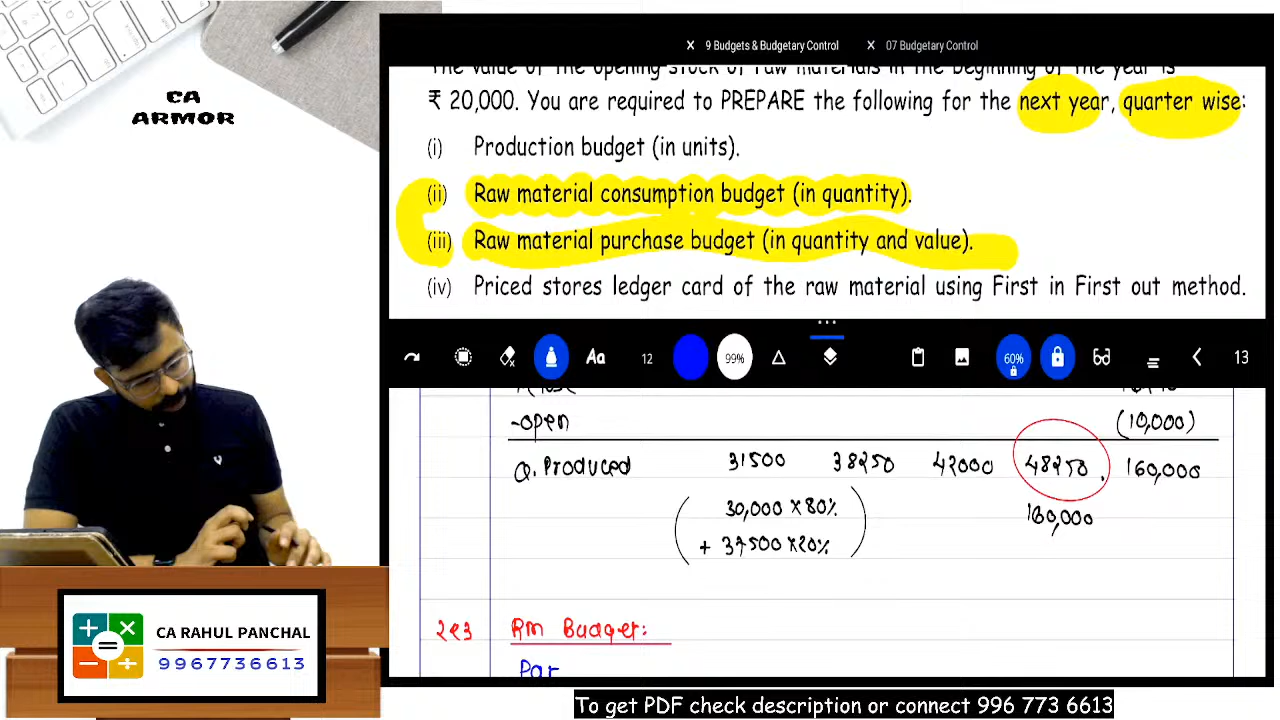 CA
ARMOR
9 Budgets & Budgetary Control
07 Budgetary Control
₹ 20,000. You are required to PREPARE the following for the next year, quarter wise:
(i) Production budget (in units).
(ii) Raw material consumption budget (in quantity).
(iii) Raw material purchase budget (in quantity and value).
(iv) Priced stores ledger card of the raw material using First in First out method.
Aa 12 99% 60% 13
-open (10,000)
Q. Produced 31500 38250 42000 48250 160,000
30,000 x 80% 160,000
+ 37500 x 20%
2&3 RM Budget:
Par
CA RAHUL PANCHAL
9967736613
To get PDF check description or connect 996 773 6613